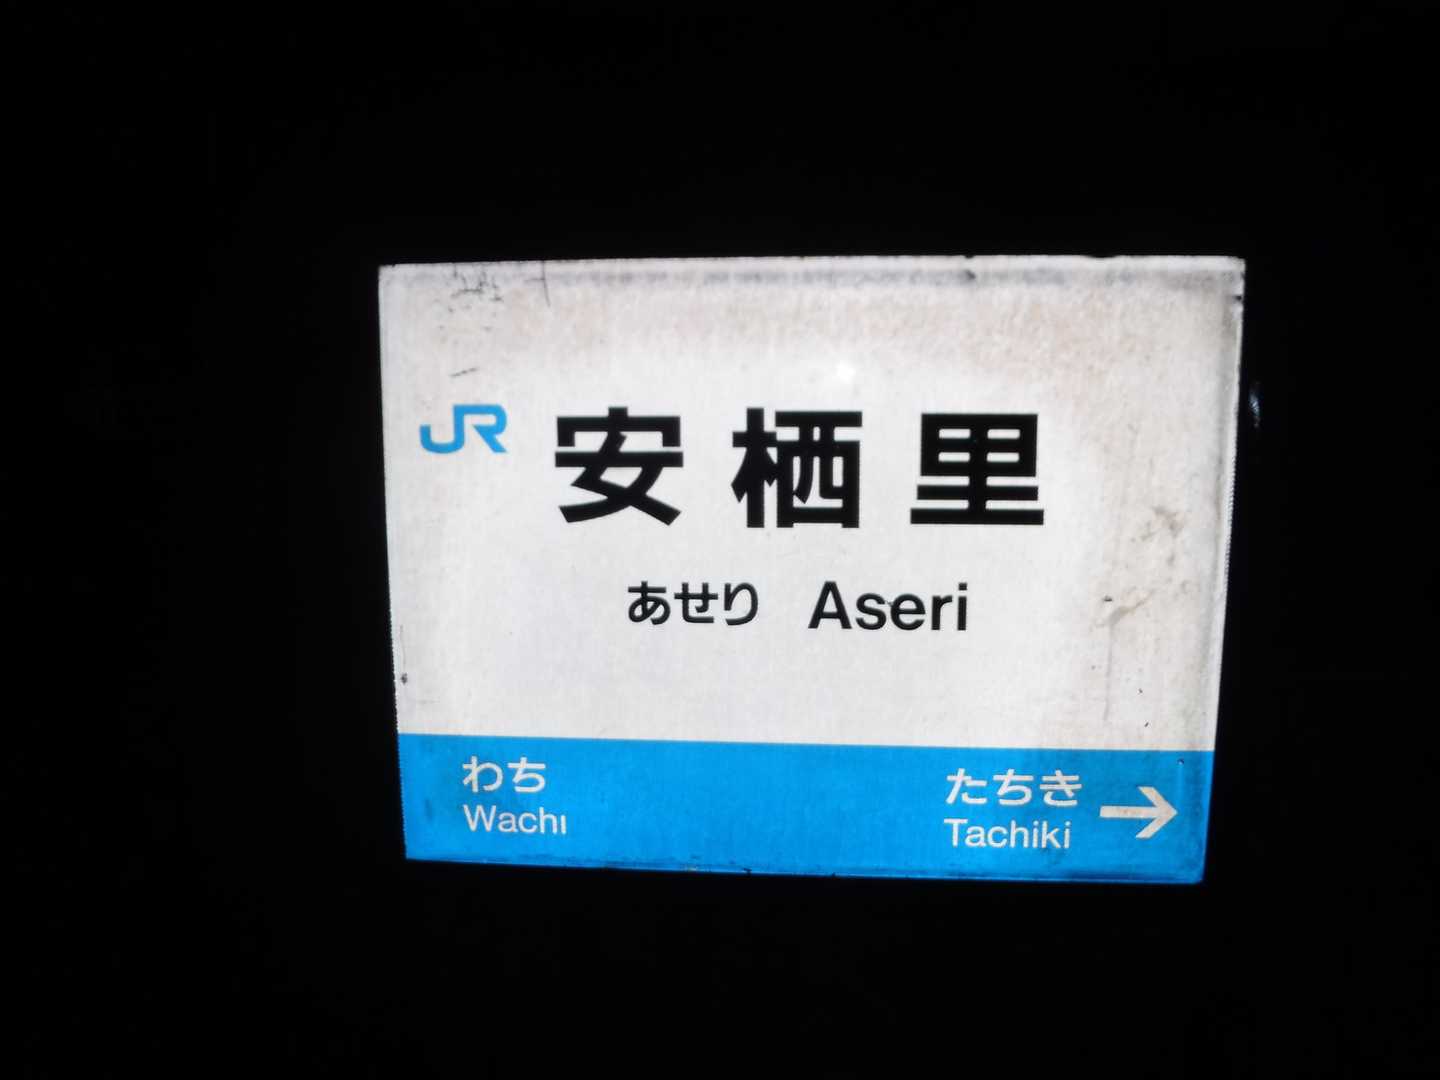 JR 安栖里
あせり Aseri
わち たちき →
Wachi Tachiki